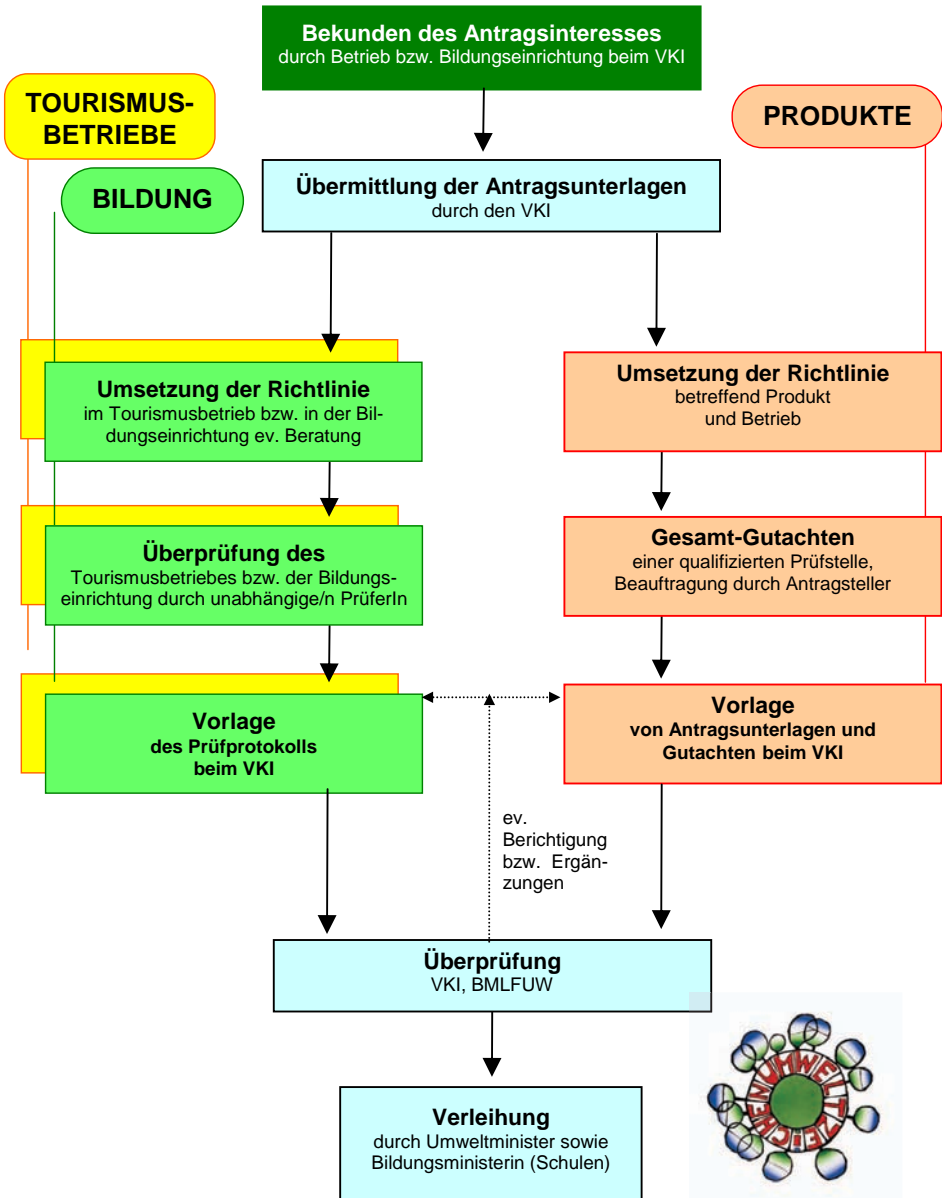 Bekunden des Antragsinteresses
durch Betrieb bzw. Bildungseinrichtung beim VKI
TOURISMUS-
BETRIEBE
PRODUKTE
BILDUNG
Übermittlung der Antragsunterlagen
durch den VKI
Umsetzung der Richtlinie
im Tourismusbetrieb bzw. in der Bil-
dungseinrichtung ev. Beratung
Umsetzung der Richtlinie
betreffend Produkt
und Betrieb
Überprüfung des
Tourismusbetriebes bzw. der Bildungs-
einrichtung durch unabhängige/n PrüferIn
Gesamt-Gutachten
einer qualifizierten Prüfstelle,
Beauftragung durch Antragsteller
Vorlage
des Prüfprotokolls
beim VKI
Vorlage
von Antragsunterlagen und
Gutachten beim VKI
ev.
Berichtigung
bzw. Ergän-
zungen
Überprüfung
VKI, BMLFUW
Verleihung
durch Umweltminister sowie
Bildungsministerin (Schulen)
UMWELTZEiCHEN